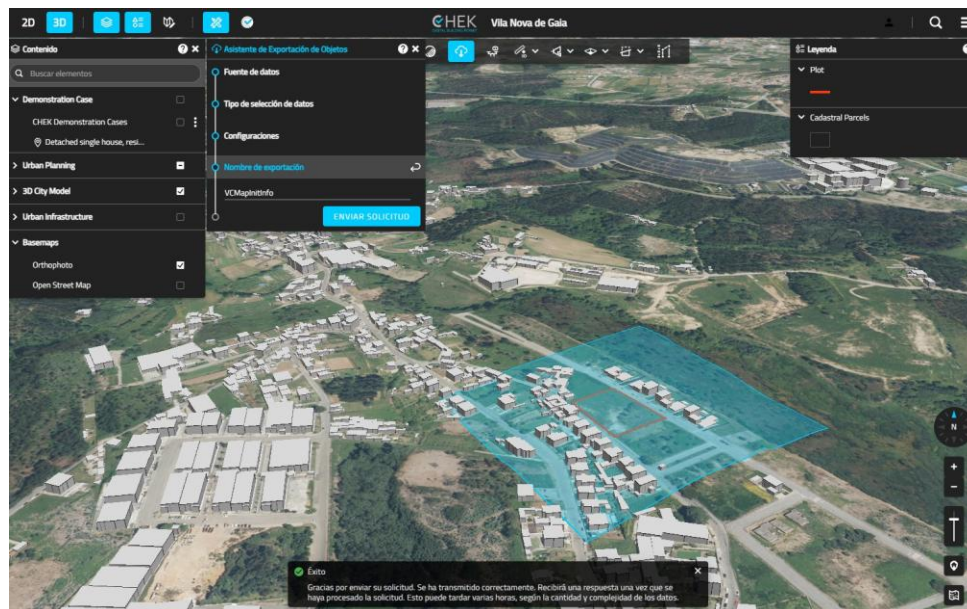 2D 3D
CHEK Vila Nova de Gaia
DIGITAL BUILDING PERMIT
Contenido
Buscar elementos
Demonstration Case
CHEK Demonstration Cases
Detached single house, resi...
Urban Planning
3D City Model
Urban Infrastructure
Basemaps
Orthophoto
Open Street Map
Asistente de Exportación de Objetos
Fuente de datos
Tipo de selección de datos
Configuraciones
Nombre de exportación
VCMapInitInfo
ENVIAR SOLICITUD
Leyenda
Plot
Cadastral Parcels
N
Éxito
Gracias por enviar su solicitud. Se ha transmitido correctamente. Recibirá una respuesta una vez que se
haya procesado la solicitud. Esto puede tardar varias horas, según la cantidad y complejidad de los datos.